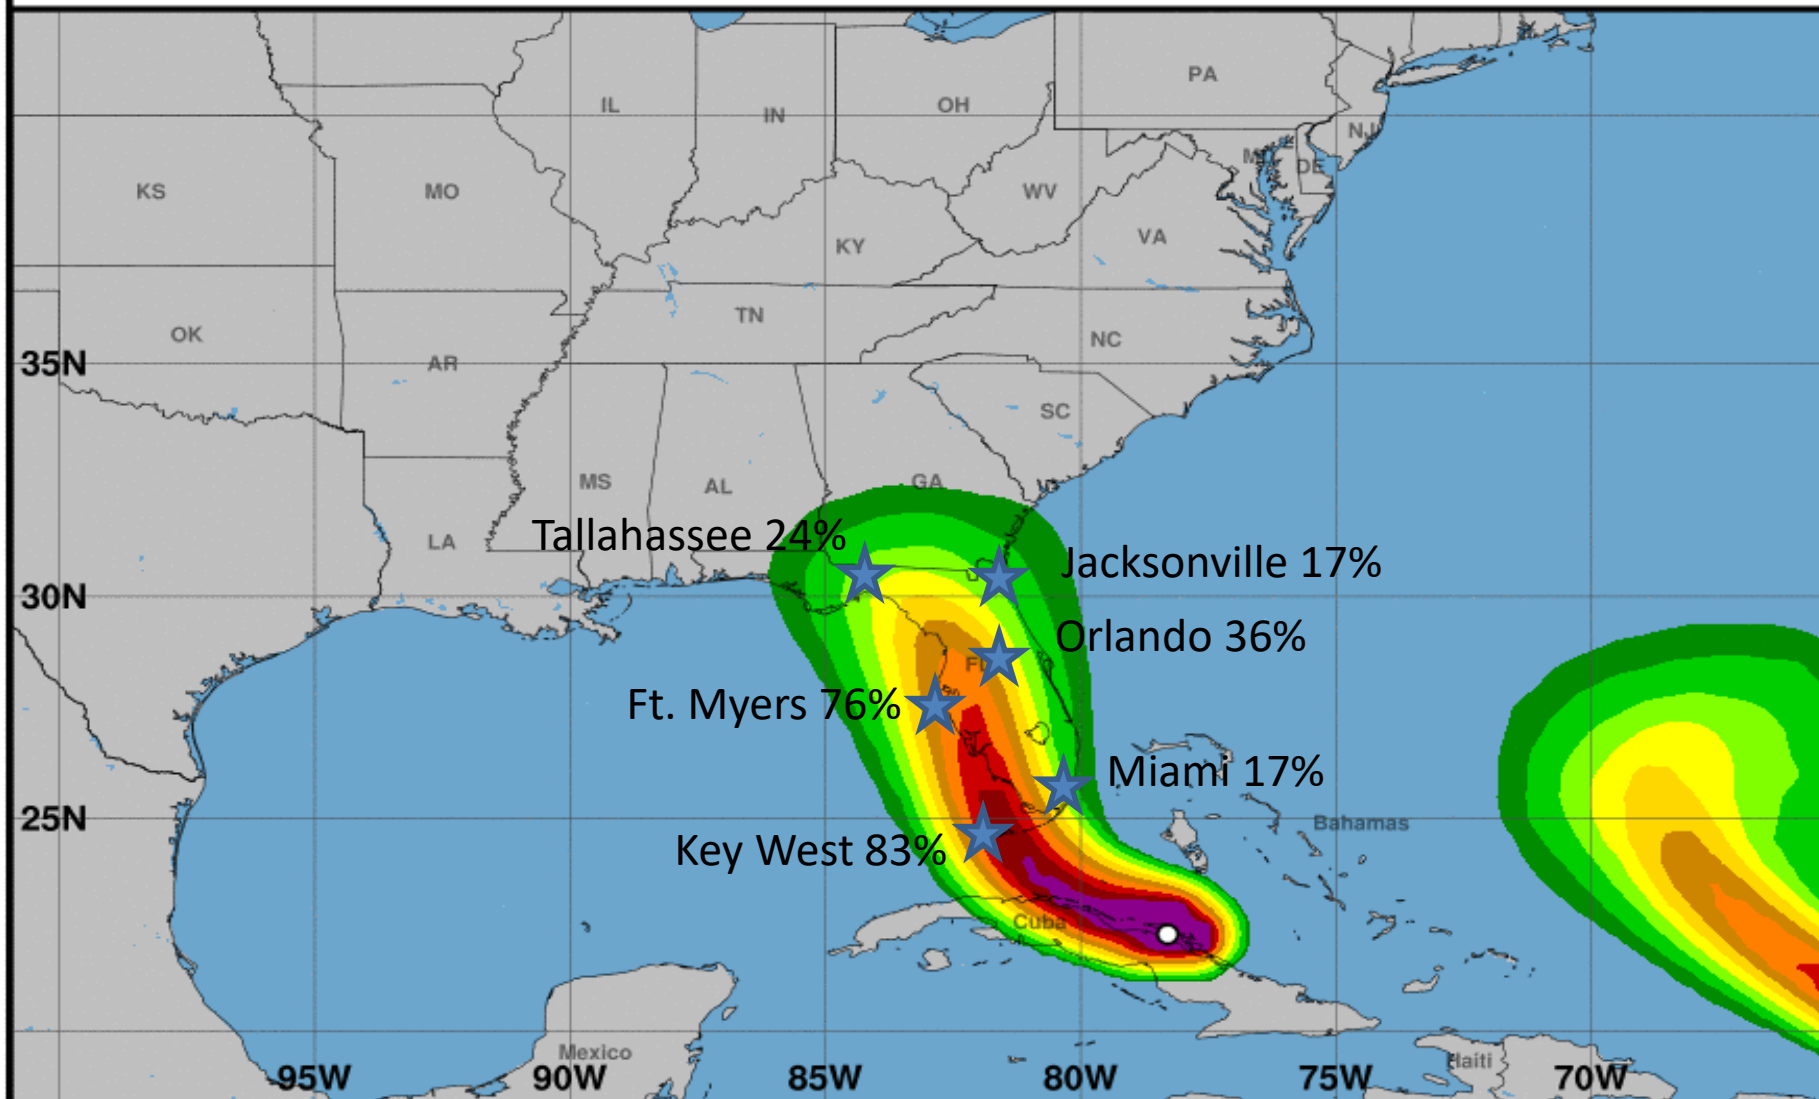 PA
IL
OH
IN
NJ
DE
KS
MO
WV
VA
KY
TN
OK
NC
35N
AR
SC
MS
AL
GA
LA
Tallahassee 24%
Jacksonville 17%
30N
Orlando 36%
FL
Ft. Myers 76%
Miami 17%
25N
Bahamas
Key West 83%
Cuba
Mexico
Haiti
95W
90W
85W
80W
75W
70W